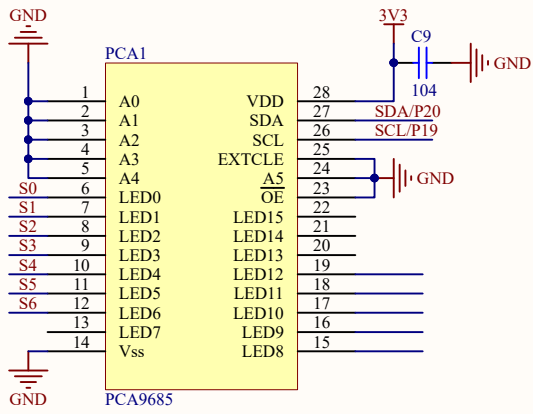 GND
3V3
C9
PCA1
GND
104
1 A0 VDD 28
2 A1 SDA 27 SDA/P20
3 A2 SCL 26 SCL/P19
4 A3 EXTCLE 25
5 A4 A5 24 GND
S0 6 LED0 OE 23
S1 7 LED1 LED15 22
S2 8 LED2 LED14 21
S3 9 LED3 LED13 20
S4 10 LED4 LED12 19
S5 11 LED5 LED11 18
S6 12 LED6 LED10 17
13 LED7 LED9 16
14 Vss LED8 15
GND
PCA9685